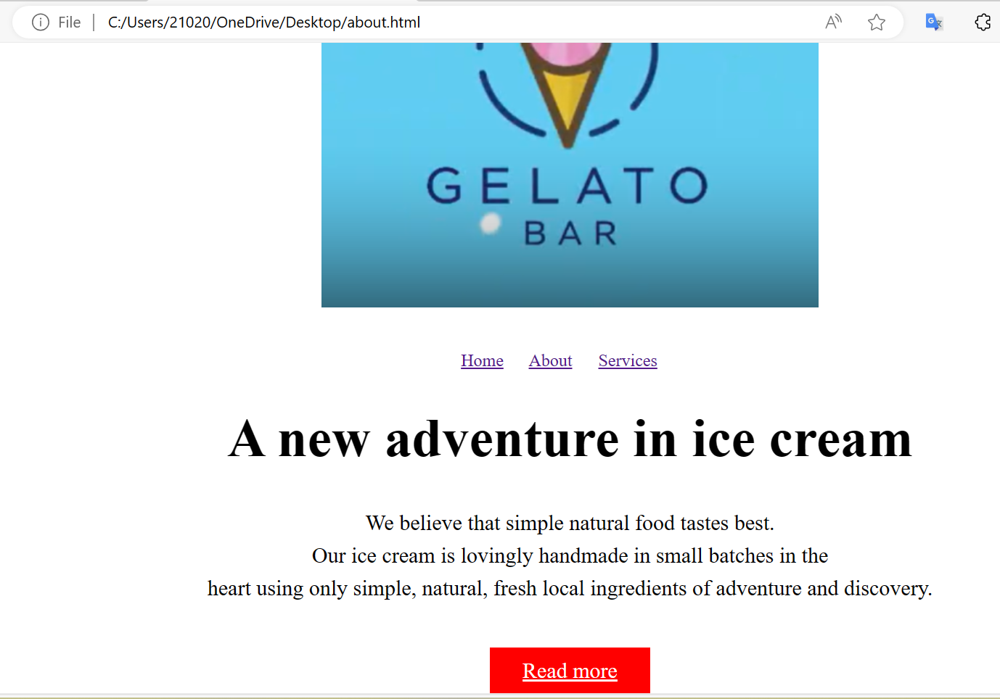 File | C:/Users/21020/OneDrive/Desktop/about.html
GELATO
BAR
Home About Services
A new adventure in ice cream
We believe that simple natural food tastes best.
Our ice cream is lovingly handmade in small batches in the
heart using only simple, natural, fresh local ingredients of adventure and discovery.
Read more